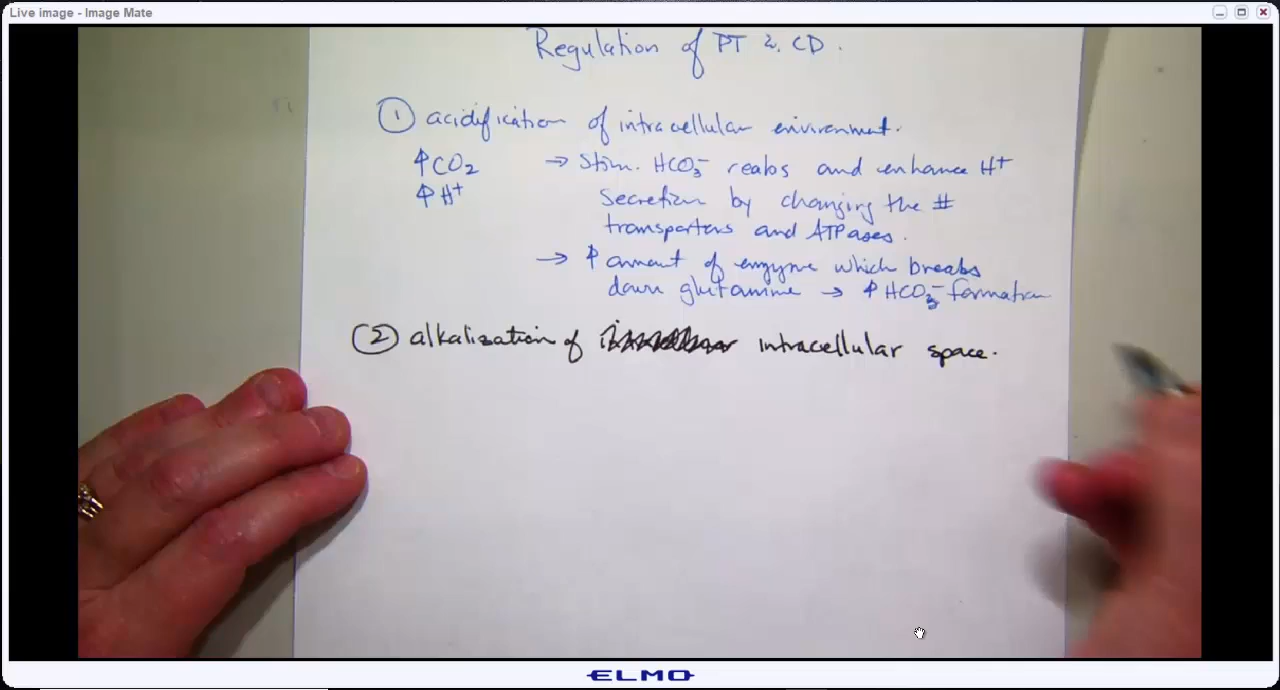 Live image - Image Mate
Regulation of PT & CD.
① acidification of intracellular environment.
↑CO2 → Stim. HCO3- reabs and enhance H+
↑H+ secretion by changing the #
transporters and ATPases.
→ ↑ amount of enzyme which breaks
down glutamine → ↑HCO3- formation
② alkalization of intracellular space.
ELMO